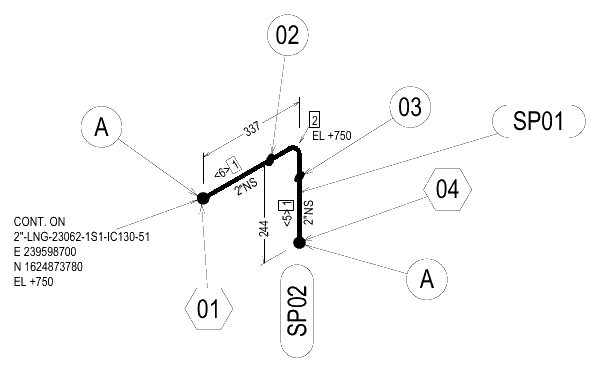 02
A
337
2
EL +750
03
SP01
<6> 1
2"NS
04
<5> 1
2"NS
244
CONT. ON
2"-LNG-23062-1S1-IC130-51
E 239598700
N 1624873780
EL +750
A
01
SP02